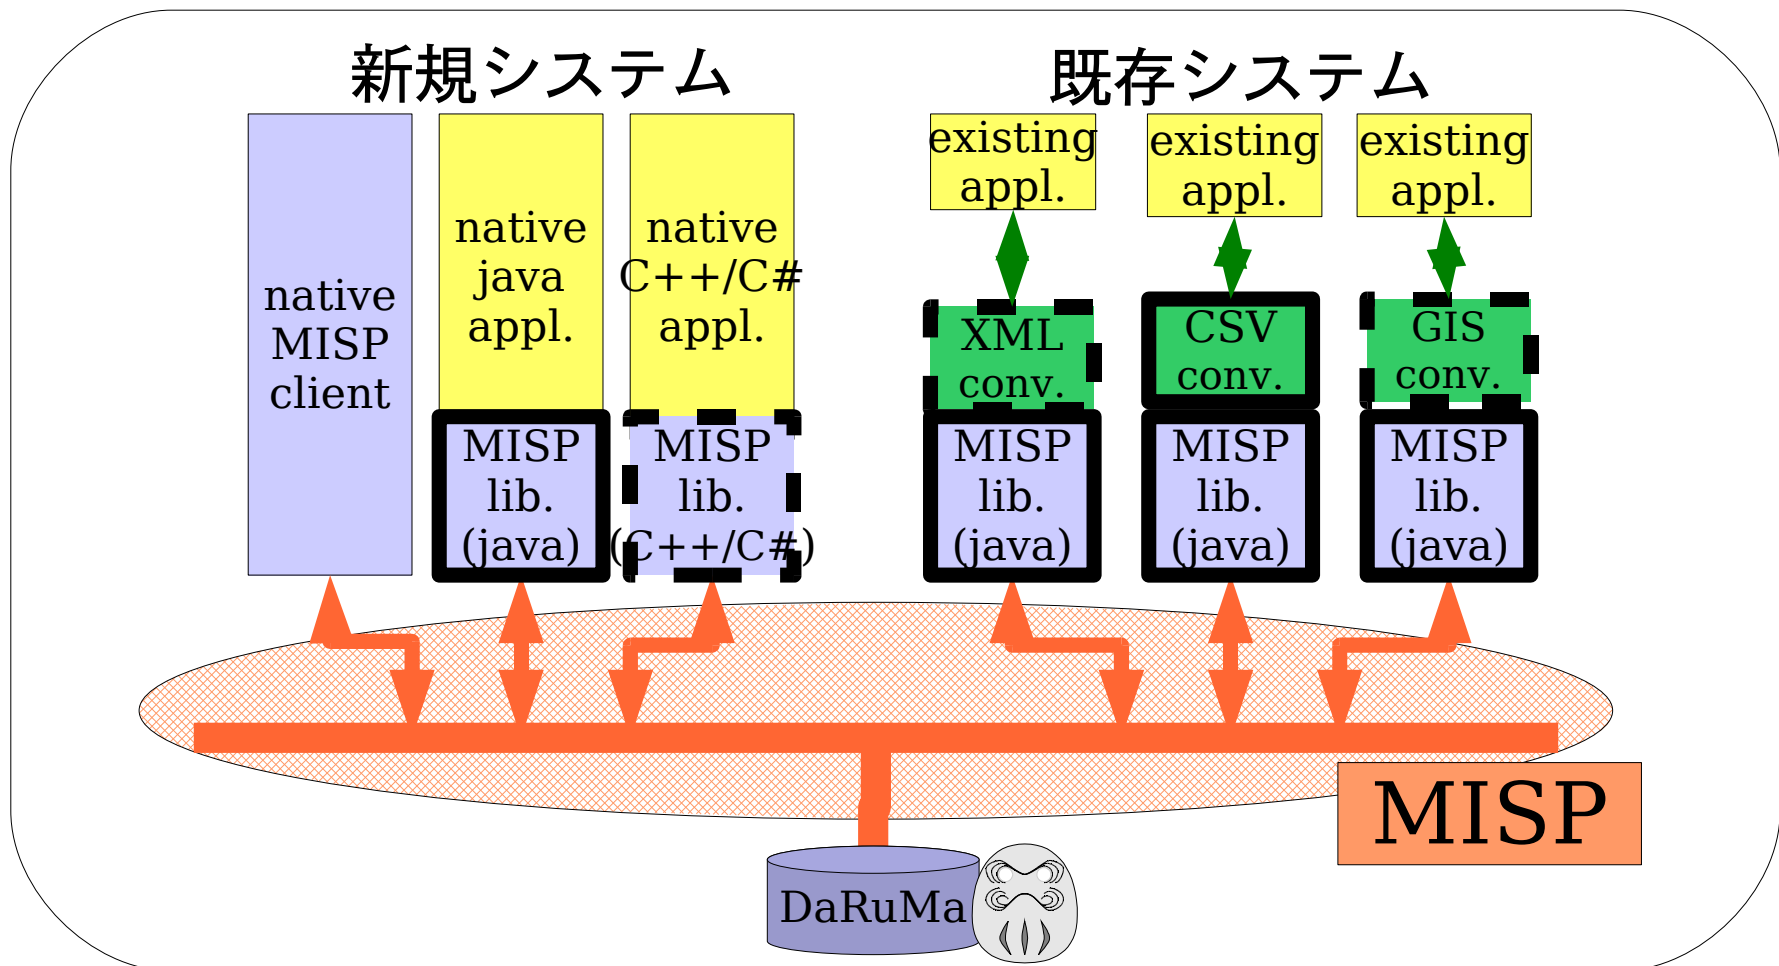 新規システム
既存システム
native
MISP
client
native
java
appl.
native
C++/C#
appl.
existing
appl.
existing
appl.
existing
appl.
XML
conv.
CSV
conv.
GIS
conv.
MISP
lib.
(java)
MISP
lib.
(C++/C#)
MISP
lib.
(java)
MISP
lib.
(java)
MISP
lib.
(java)
MISP
DaRuMa